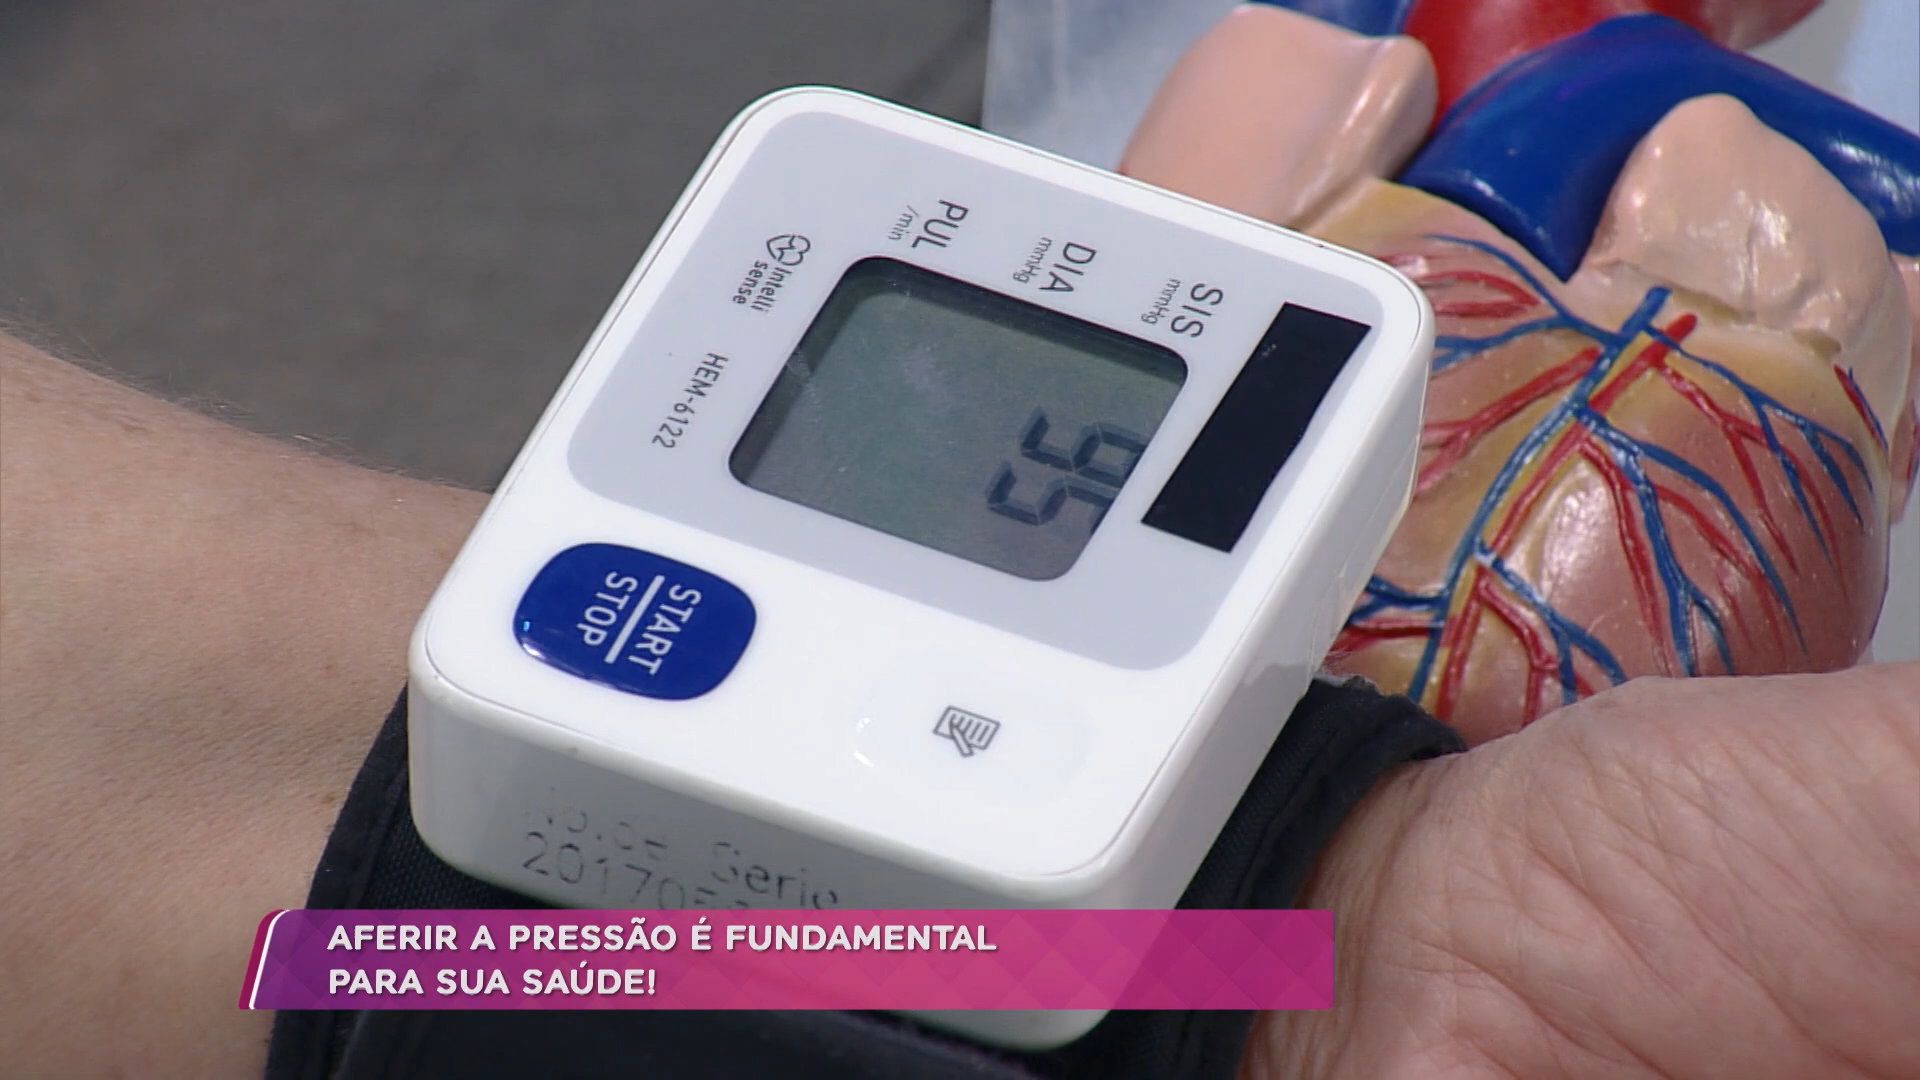 SIS
mmHg
DIA
mmHg
PUL
/min
95
Intelli
sense
HEM-6122
START
STOP
AFERIR A PRESSÃO É FUNDAMENTAL
PARA SUA SAÚDE!